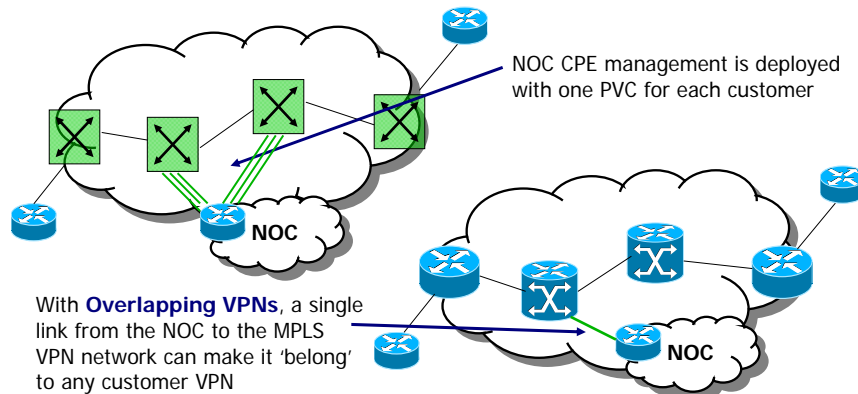 NOC CPE management is deployed
with one PVC for each customer
NOC
With Overlapping VPNs, a single
link from the NOC to the MPLS
VPN network can make it ‘belong’
to any customer VPN
NOC